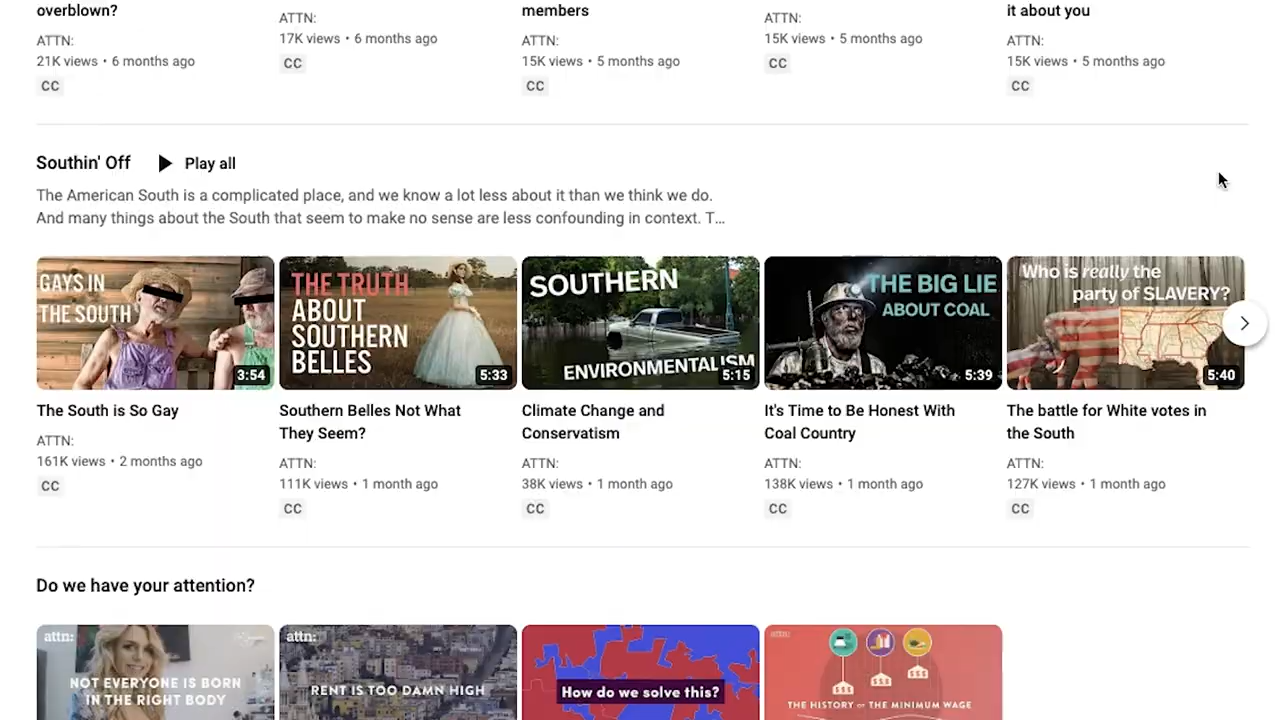 overblown?
members
it about you
ATTN:
ATTN:
ATTN:
ATTN:
ATTN:
21K views • 6 months ago
17K views • 6 months ago
15K views • 5 months ago
15K views • 5 months ago
15K views • 5 months ago
CC
CC
CC
CC
CC
Southin' Off
Play all
The American South is a complicated place, and we know a lot less about it than we think we do.
And many things about the South that seem to make no sense are less confounding in context. T...
GAYS IN
THE SOUTH
3:54
THE TRUTH
ABOUT
SOUTHERN
BELLES
5:33
SOUTHERN
ENVIRONMENTALISM
5:15
THE BIG LIE
ABOUT COAL
5:39
Who is really the
party of SLAVERY?
5:40
The South is So Gay
ATTN:
161K views • 2 months ago
CC
Southern Belles Not What
They Seem?
ATTN:
111K views • 1 month ago
CC
Climate Change and
Conservatism
ATTN:
38K views • 1 month ago
CC
It's Time to Be Honest With
Coal Country
ATTN:
138K views • 1 month ago
CC
The battle for White votes in
the South
ATTN:
127K views • 1 month ago
CC
Do we have your attention?
attn:
NOT EVERYONE IS BORN
IN THE RIGHT BODY
attn:
RENT IS TOO DAMN HIGH
How do we solve this?
attn:
$$$
$$$
$$$
THE HISTORY OF THE MINIMUM WAGE